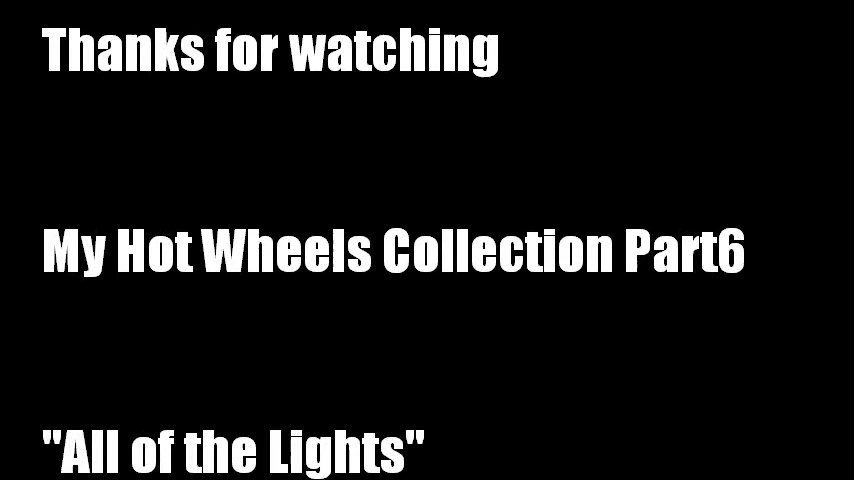 Thanks for watching
My Hot Wheels Collection Part6
"All of the Lights"